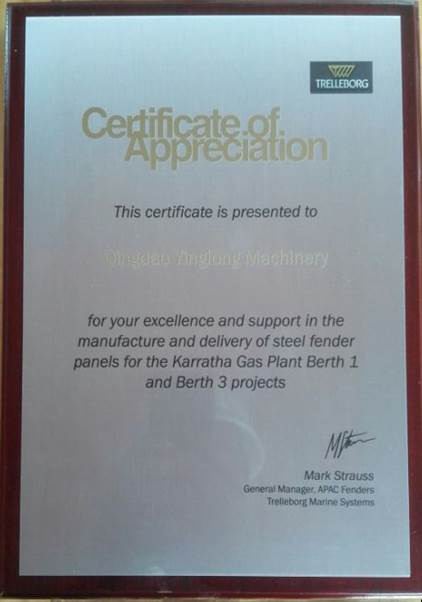 TRELLEBORG
Certificate of
Appreciation
This certificate is presented to
Qingdao Yinglong Machinery
for your excellence and support in the
manufacture and delivery of steel fender
panels for the Karratha Gas Plant Berth 1
and Berth 3 projects
Mark Strauss
General Manager, APAC Fenders
Trelleborg Marine Systems